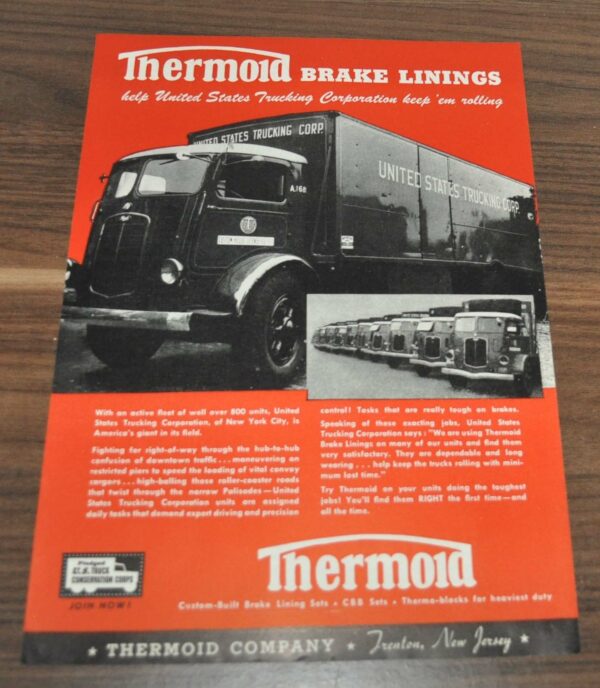 Thermoid BRAKE LININGS
help United States Trucking Corporation keep 'em rolling
UNITED STATES TRUCKING CORP.
UNITED STATES TRUCKING CORP.
A.168
With an active fleet of well over 800 units, United
States Trucking Corporation, of New York City, is
America's giant in its field.
Fighting for right-of-way through the hub-to-hub
confusion of downtown traffic... maneuvering on
restricted piers to speed the loading of vital convoy
cargoes... high-balling those roller-coaster roads
that twist through the narrow Palisades—United
States Trucking Corporation units are assigned
daily tasks that demand expert driving and precision
control! Tasks that are really tough on brakes.
Speaking of these exacting jobs, United States
Trucking Corporation says: "We are using Thermoid
Brake Linings on many of our units and find them
very satisfactory. They are dependable and long
wearing... help keep the trucks rolling with mini-
mum lost time."
Try Thermoid on your units doing the toughest
jobs! You'll find them RIGHT the first time—and
all the time.
Pledged
U.S. TRUCK
CONSERVATION CORPS
JOIN NOW!
Thermoid
Custom-Built Brake Lining Sets • CBB Sets • Thermo-blocks for heaviest duty
★ THERMOID COMPANY ★ Trenton, New Jersey ★